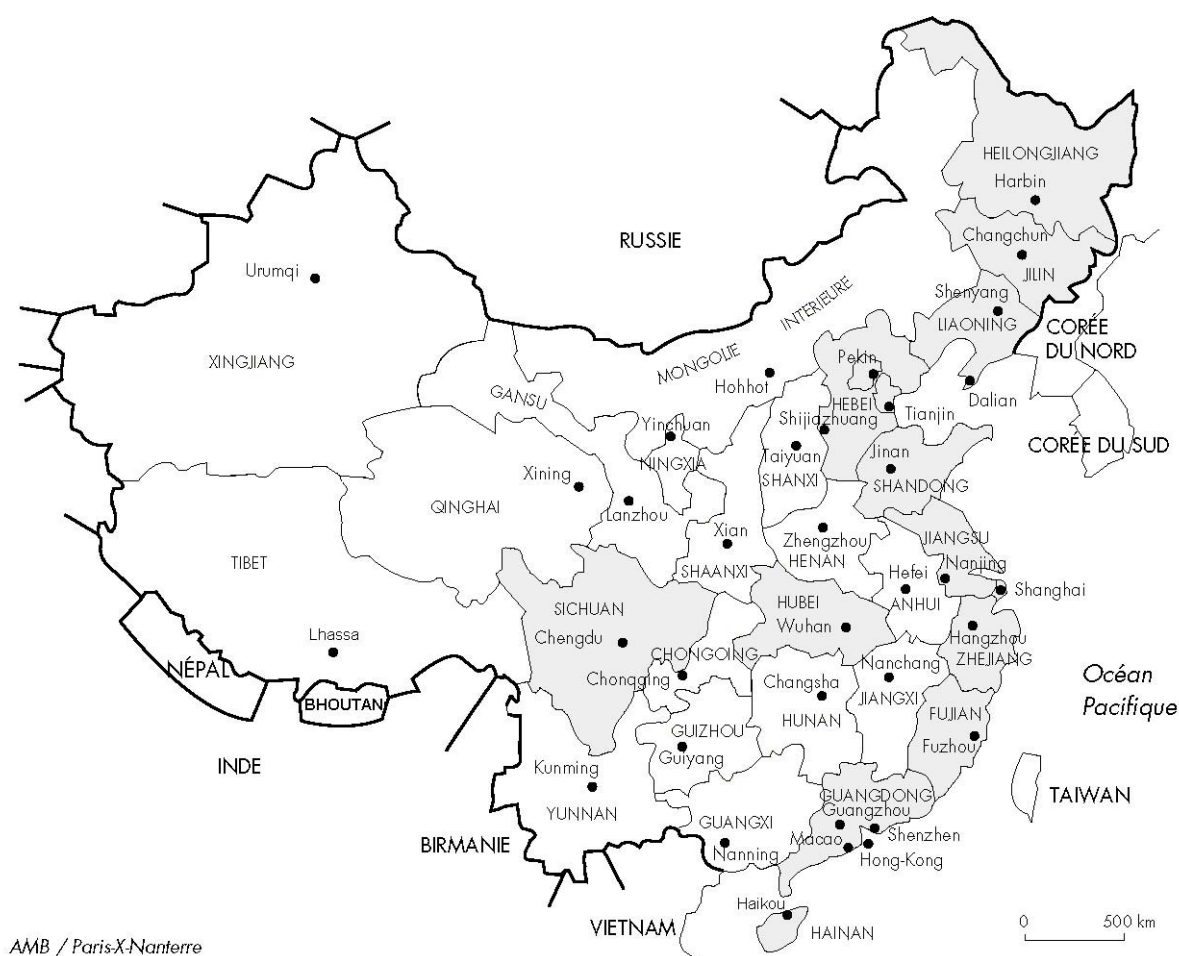 HEILONGJIANG
Harbin
RUSSIE
Changchun
JILIN
Urumqi
Shenyang
LIAONING
INTERIEURE
CORÉE
DU NORD
XINGJIANG
MONGOLIE
Pekin
Hohhot
GANSU
Dalian
HEBEI
Tianjin
Shijiazhuang
Yinchuan
CORÉE DU SUD
Taiyuan
Jinan
NINGXIA
Xining
SHANXI
SHANDONG
QINGHAI
Lanzhou
Xian
Zhengzhou
JIANGSU
HENAN
TIBET
SHAANXI
Hefei
Nanjing
Shanghai
ANHUI
SICHUAN
HUBEI
Wuhan
Lhassa
Chengdu
Hangzhou
CHONGOING
ZHEJIANG
NÉPAL
Nanchang
Chongqing
Changsha
Océan
Pacifique
BHOUTAN
JIANGXI
HUNAN
FUJIAN
GUIZHOU
Fuzhou
Guiyang
INDE
Kunming
TAIWAN
GUANGDONG
YUNNAN
Guangzhou
GUANGXI
BIRMANIE
Macao
Shenzhen
Nanning
Hong-Kong
Haikou
VIETNAM
HAINAN
0 500 km
AMB / Paris-X-Nanterre